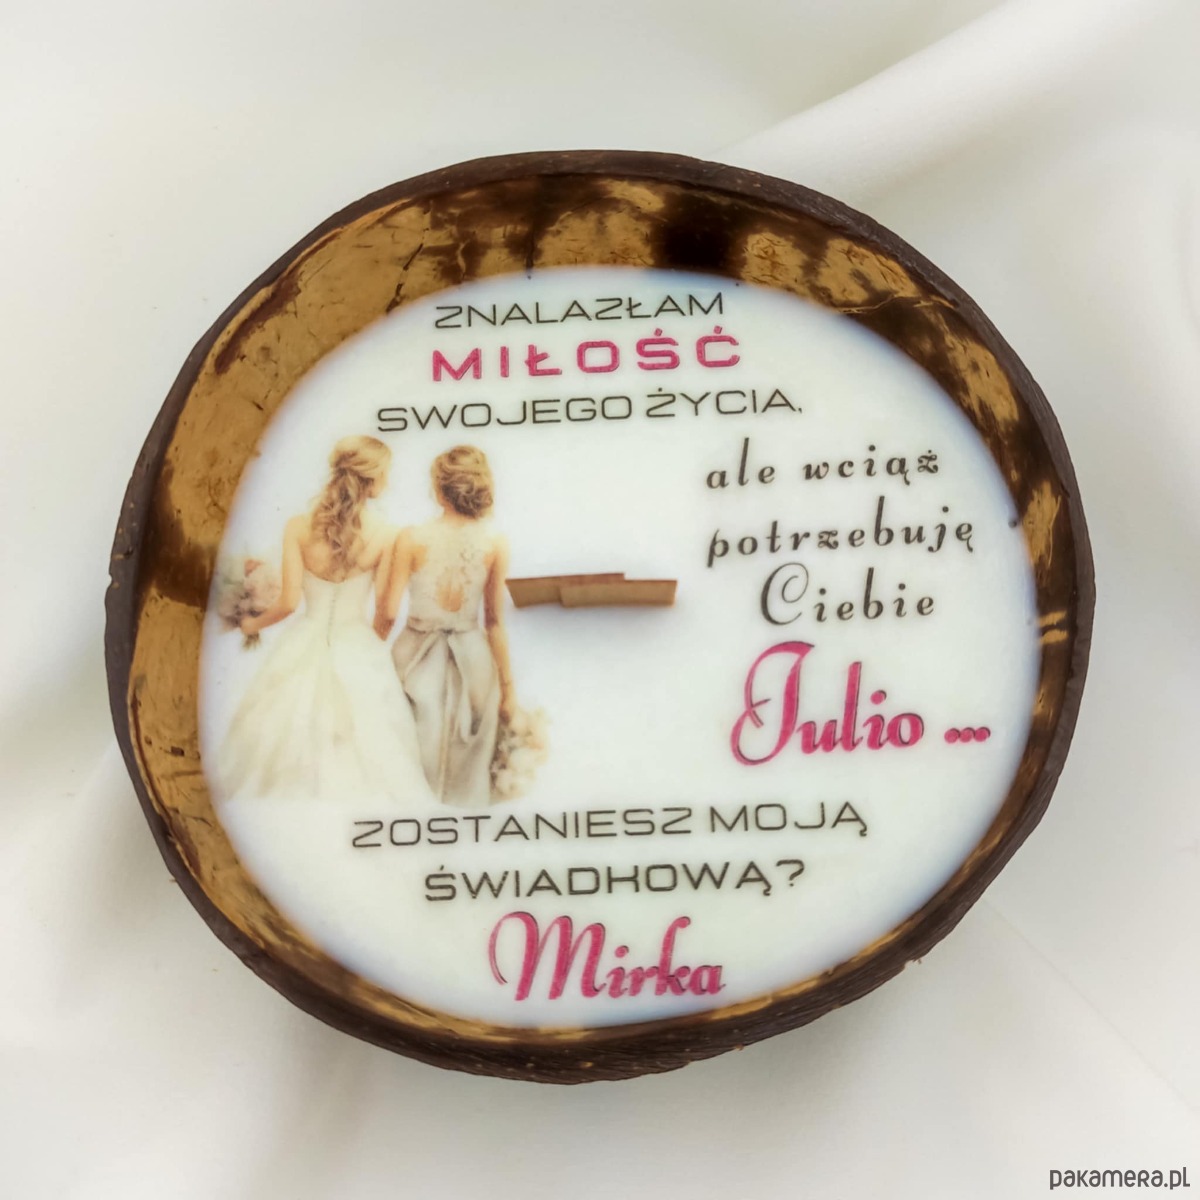 ZNALAZŁAM
MIŁOŚĆ
SWOJEGO ŻYCIA,
ale wciąż
potrzebuję
Ciebie
Julio ...
ZOSTANIESZ MOJĄ
ŚWIADKOWĄ?
Mirka
pakamera.pl